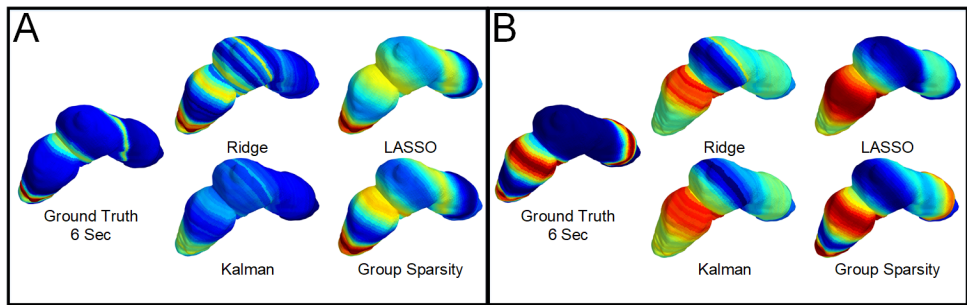 A
Ridge
LASSO
Ground Truth
6 Sec
Kalman
Group Sparsity
B
Ridge
LASSO
Ground Truth
6 Sec
Kalman
Group Sparsity